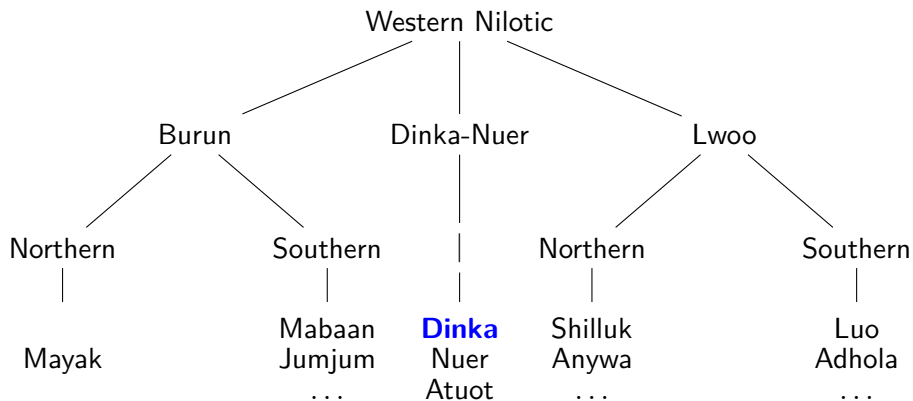 Western Nilotic
Burun Dinka-Nuer Lwoo
Northern Southern Northern Southern
Mabaan Dinka Shilluk Luo
Mayak Jumjum Nuer Anywa Adhola
... Atuot ... ...